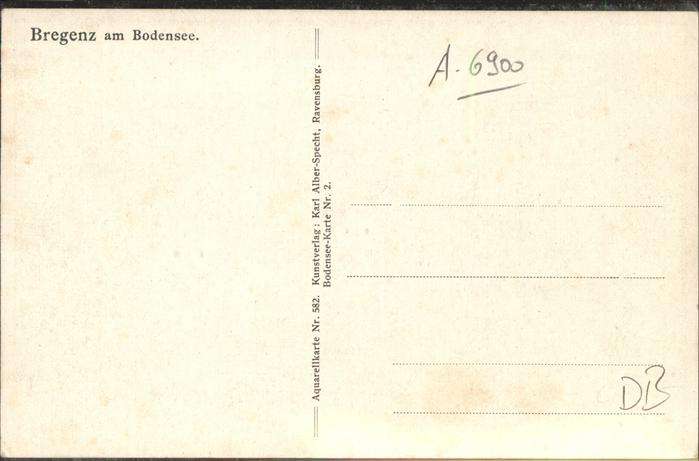 Bregenz am Bodensee.
Aquarellkarte Nr. 582. Kunstverlag: Karl Alber-Specht, Ravensburg.
Bodensee-Karte Nr. 2.
A-6900
DB